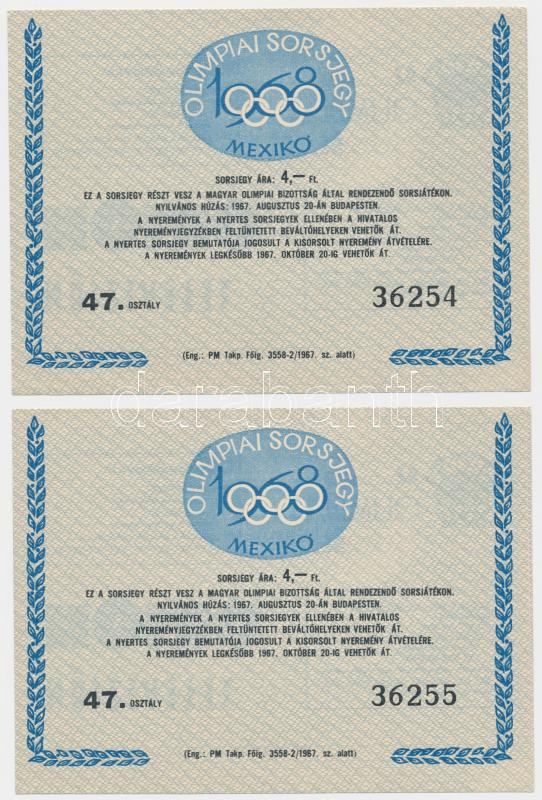 OLIMPIAI SORSJEGY
1968
MEXIKÓ
SORSJEGY ÁRA: 4,— Ft.
EZ A SORSJEGY RÉSZT VESZ A MAGYAR OLIMPIAI BIZOTTSÁG ÁLTAL RENDEZENDŐ SORSJÁTÉKON.
NYILVÁNOS HÚZÁS: 1967. AUGUSZTUS 20-ÁN BUDAPESTEN.
A NYEREMÉNYEK A NYERTES SORSJEGYEK ELLENÉBEN A HIVATALOS
NYEREMÉNYJEGYZÉKBEN FELTÜNTETETT BEVÁLTÓHELYEKEN VEHETŐK ÁT.
A NYERTES SORSJEGY BEMUTATÓJA JOGOSULT A KISORSOLT NYEREMÉNY ÁTVÉTELÉRE.
A NYEREMÉNYEK LEGKÉSŐBB 1967. OKTÓBER 20-IG VEHETŐK ÁT.
47. OSZTÁLY 36254
(Eng.: PM Takp. Főig. 3558-2/1967. sz. alatt)
darabanth
OLIMPIAI SORSJEGY
1968
MEXIKÓ
SORSJEGY ÁRA: 4,— Ft.
EZ A SORSJEGY RÉSZT VESZ A MAGYAR OLIMPIAI BIZOTTSÁG ÁLTAL RENDEZENDŐ SORSJÁTÉKON.
NYILVÁNOS HÚZÁS: 1967. AUGUSZTUS 20-ÁN BUDAPESTEN.
A NYEREMÉNYEK A NYERTES SORSJEGYEK ELLENÉBEN A HIVATALOS
NYEREMÉNYJEGYZÉKBEN FELTÜNTETETT BEVÁLTÓHELYEKEN VEHETŐK ÁT.
A NYERTES SORSJEGY BEMUTATÓJA JOGOSULT A KISORSOLT NYEREMÉNY ÁTVÉTELÉRE.
A NYEREMÉNYEK LEGKÉSŐBB 1967. OKTÓBER 20-IG VEHETŐK ÁT.
47. OSZTÁLY 36255
(Eng.: PM Takp. Főig. 3558-2/1967. sz. alatt)